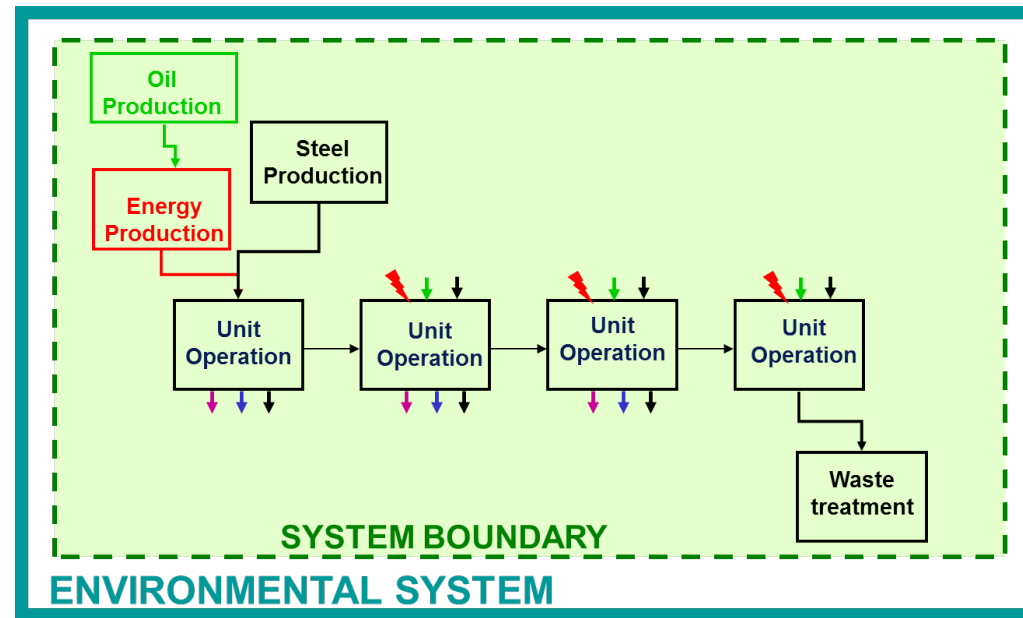 Oil
Production
Steel
Production
Energy
Production
Unit
Operation
Unit
Operation
Unit
Operation
Unit
Operation
Waste
treatment
SYSTEM BOUNDARY
ENVIRONMENTAL SYSTEM